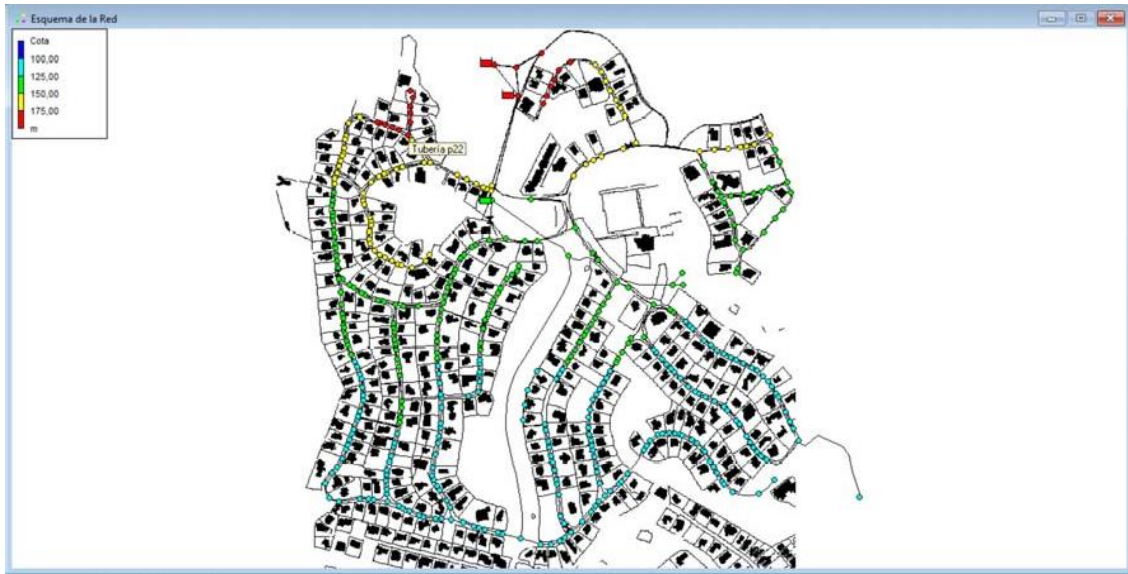 Esquema de la Red
Cota
100,00
125,00
150,00
175,00
m
Tubería p22